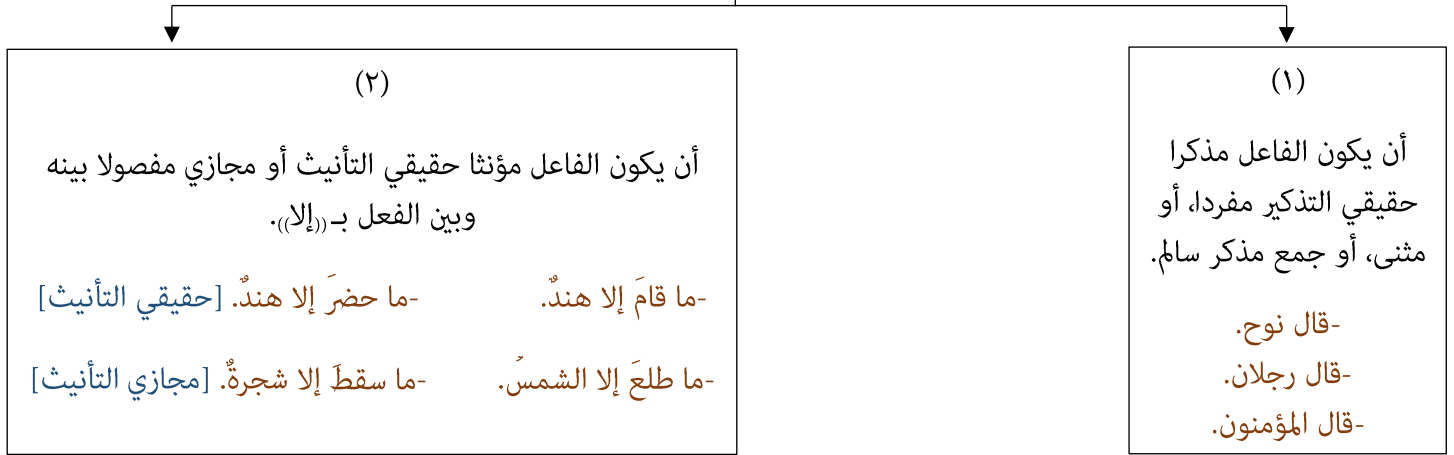 (١)
أن يكون الفاعل مذكرا
حقيقي التذكير مفردا، أو
مثنى، أو جمع مذكر سالم.
-قال نوح.
-قال رجلان.
-قال المؤمنون.
(٢)
أن يكون الفاعل مؤنثا حقيقي التأنيث أو مجازي مفصولا بينه
وبين الفعل بـ((إلا)).
-ما قامَ إلا هندٌ. -ما حضرَ إلا هندٌ. [حقيقي التأنيث]
-ما طلعَ إلا الشمسُ. -ما سقطَ إلا شجرةٌ. [مجازي التأنيث]